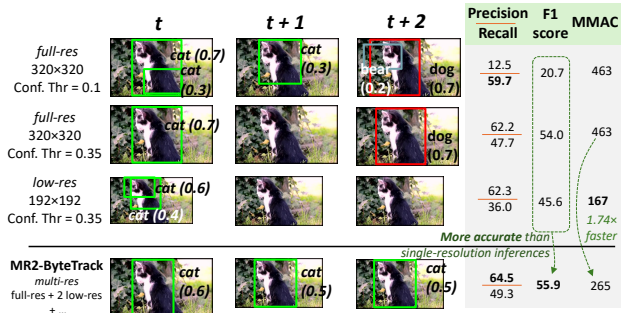 t t + 1 t + 2 Precision Recall F1 score MMAC
full-res
320×320
Conf. Thr = 0.1
cat (0.7)
cat
(0.3)
cat
(0.3)
bear
(0.2)
dog
(0.7)
12.5
59.7
20.7
463
full-res
320×320
Conf. Thr = 0.35
cat (0.7)
dog
(0.7)
62.2
47.7
54.0
463
low-res
192×192
Conf. Thr = 0.35
cat (0.6)
cat (0.4)
62.3
36.0
45.6
167
1.74×
faster
More accurate than
single-resolution inferences
MR2-ByteTrack
multi-res
full-res + 2 low-res
+ ...
cat
(0.6)
cat
(0.5)
cat
(0.5)
64.5
49.3
55.9
265